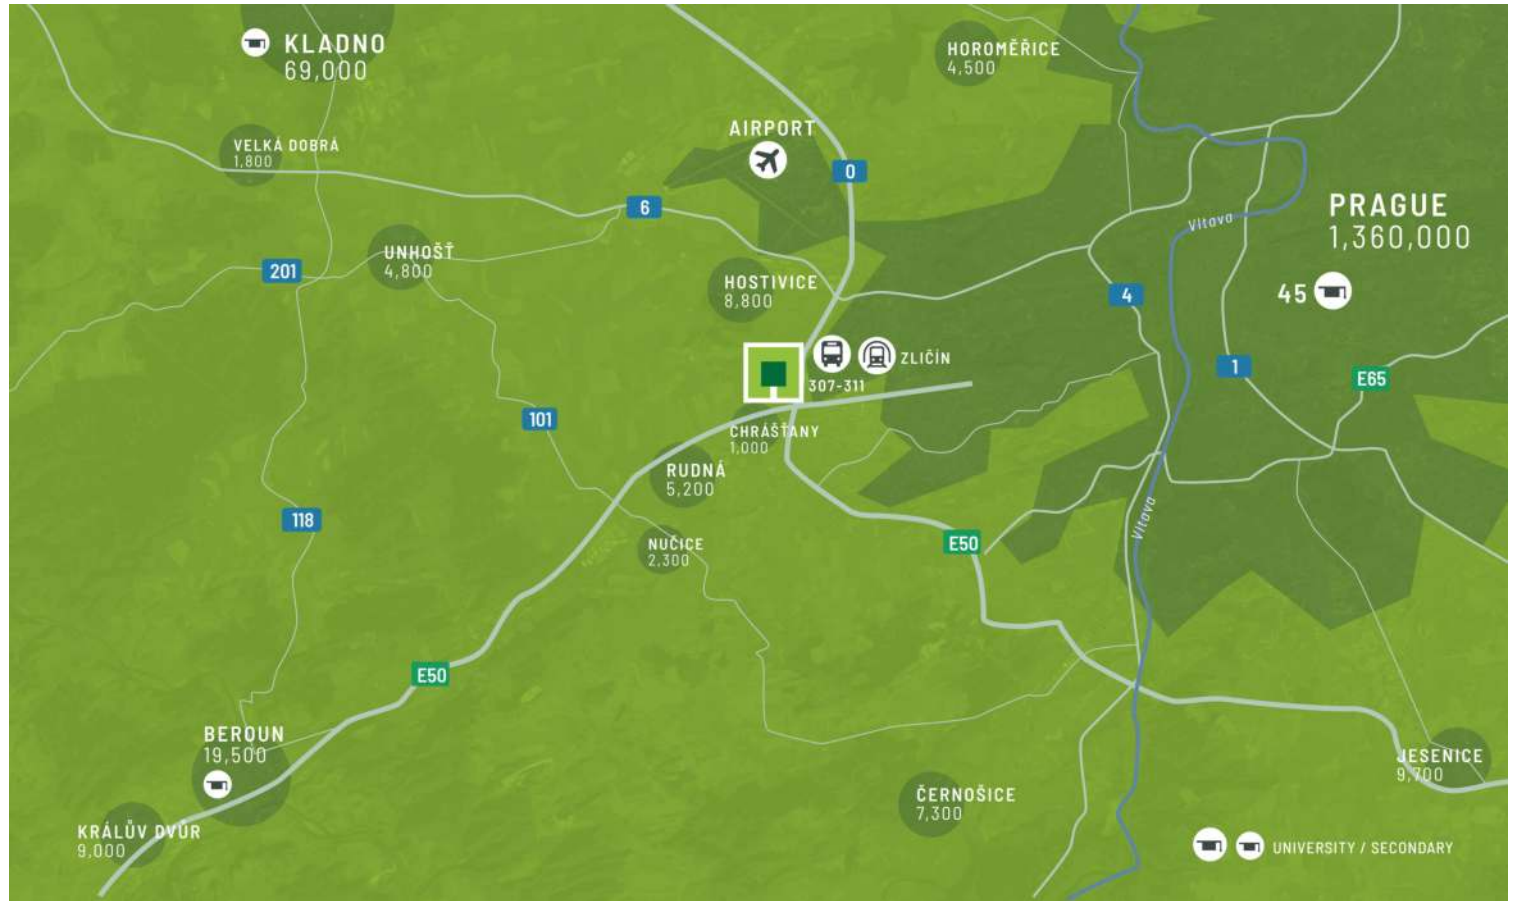 KLADNO
69,000
HOROMĚŘICE
4,500
AIRPORT
VELKÁ DOBRÁ
1,800
0
6
PRAGUE
1,360,000
Vltava
UNHOŠŤ
4,800
201
HOSTIVICE
8,800
45
4
ZLIČÍN
307-311
1
E65
101
CHRÁŠŤANY
1,000
RUDNÁ
5,200
118
NUČICE
2,300
E50
Vltava
E50
BEROUN
19,500
JESENICE
9,700
ČERNOŠICE
7,300
KRÁLŮV DVŮR
9,000
UNIVERSITY / SECONDARY